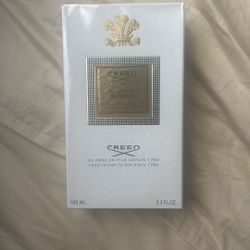 CREED
CREED
DE PÈRE EN FILS DEPUIS 1760
FROM FATHER TO SON SINCE 1760
100 ML
3.3 FL.OZ.